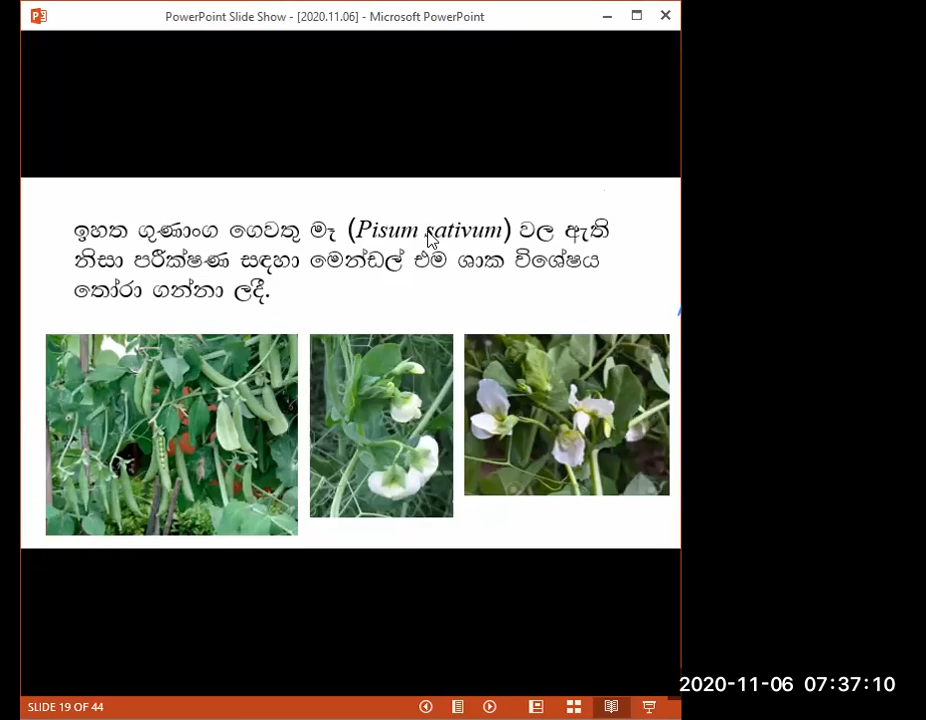 PowerPoint Slide Show - [2020.11.06] - Microsoft PowerPoint
ඉහත ගුණාංග ගෙවතු මෑ (Pisum sativum) වල ඇති
නිසා පරීක්ෂණ සඳහා මෙන්ඩල් එම ශාක විශේෂය
තෝරා ගන්නා ලදී.
SLIDE 19 OF 44
2020-11-06 07:37:10